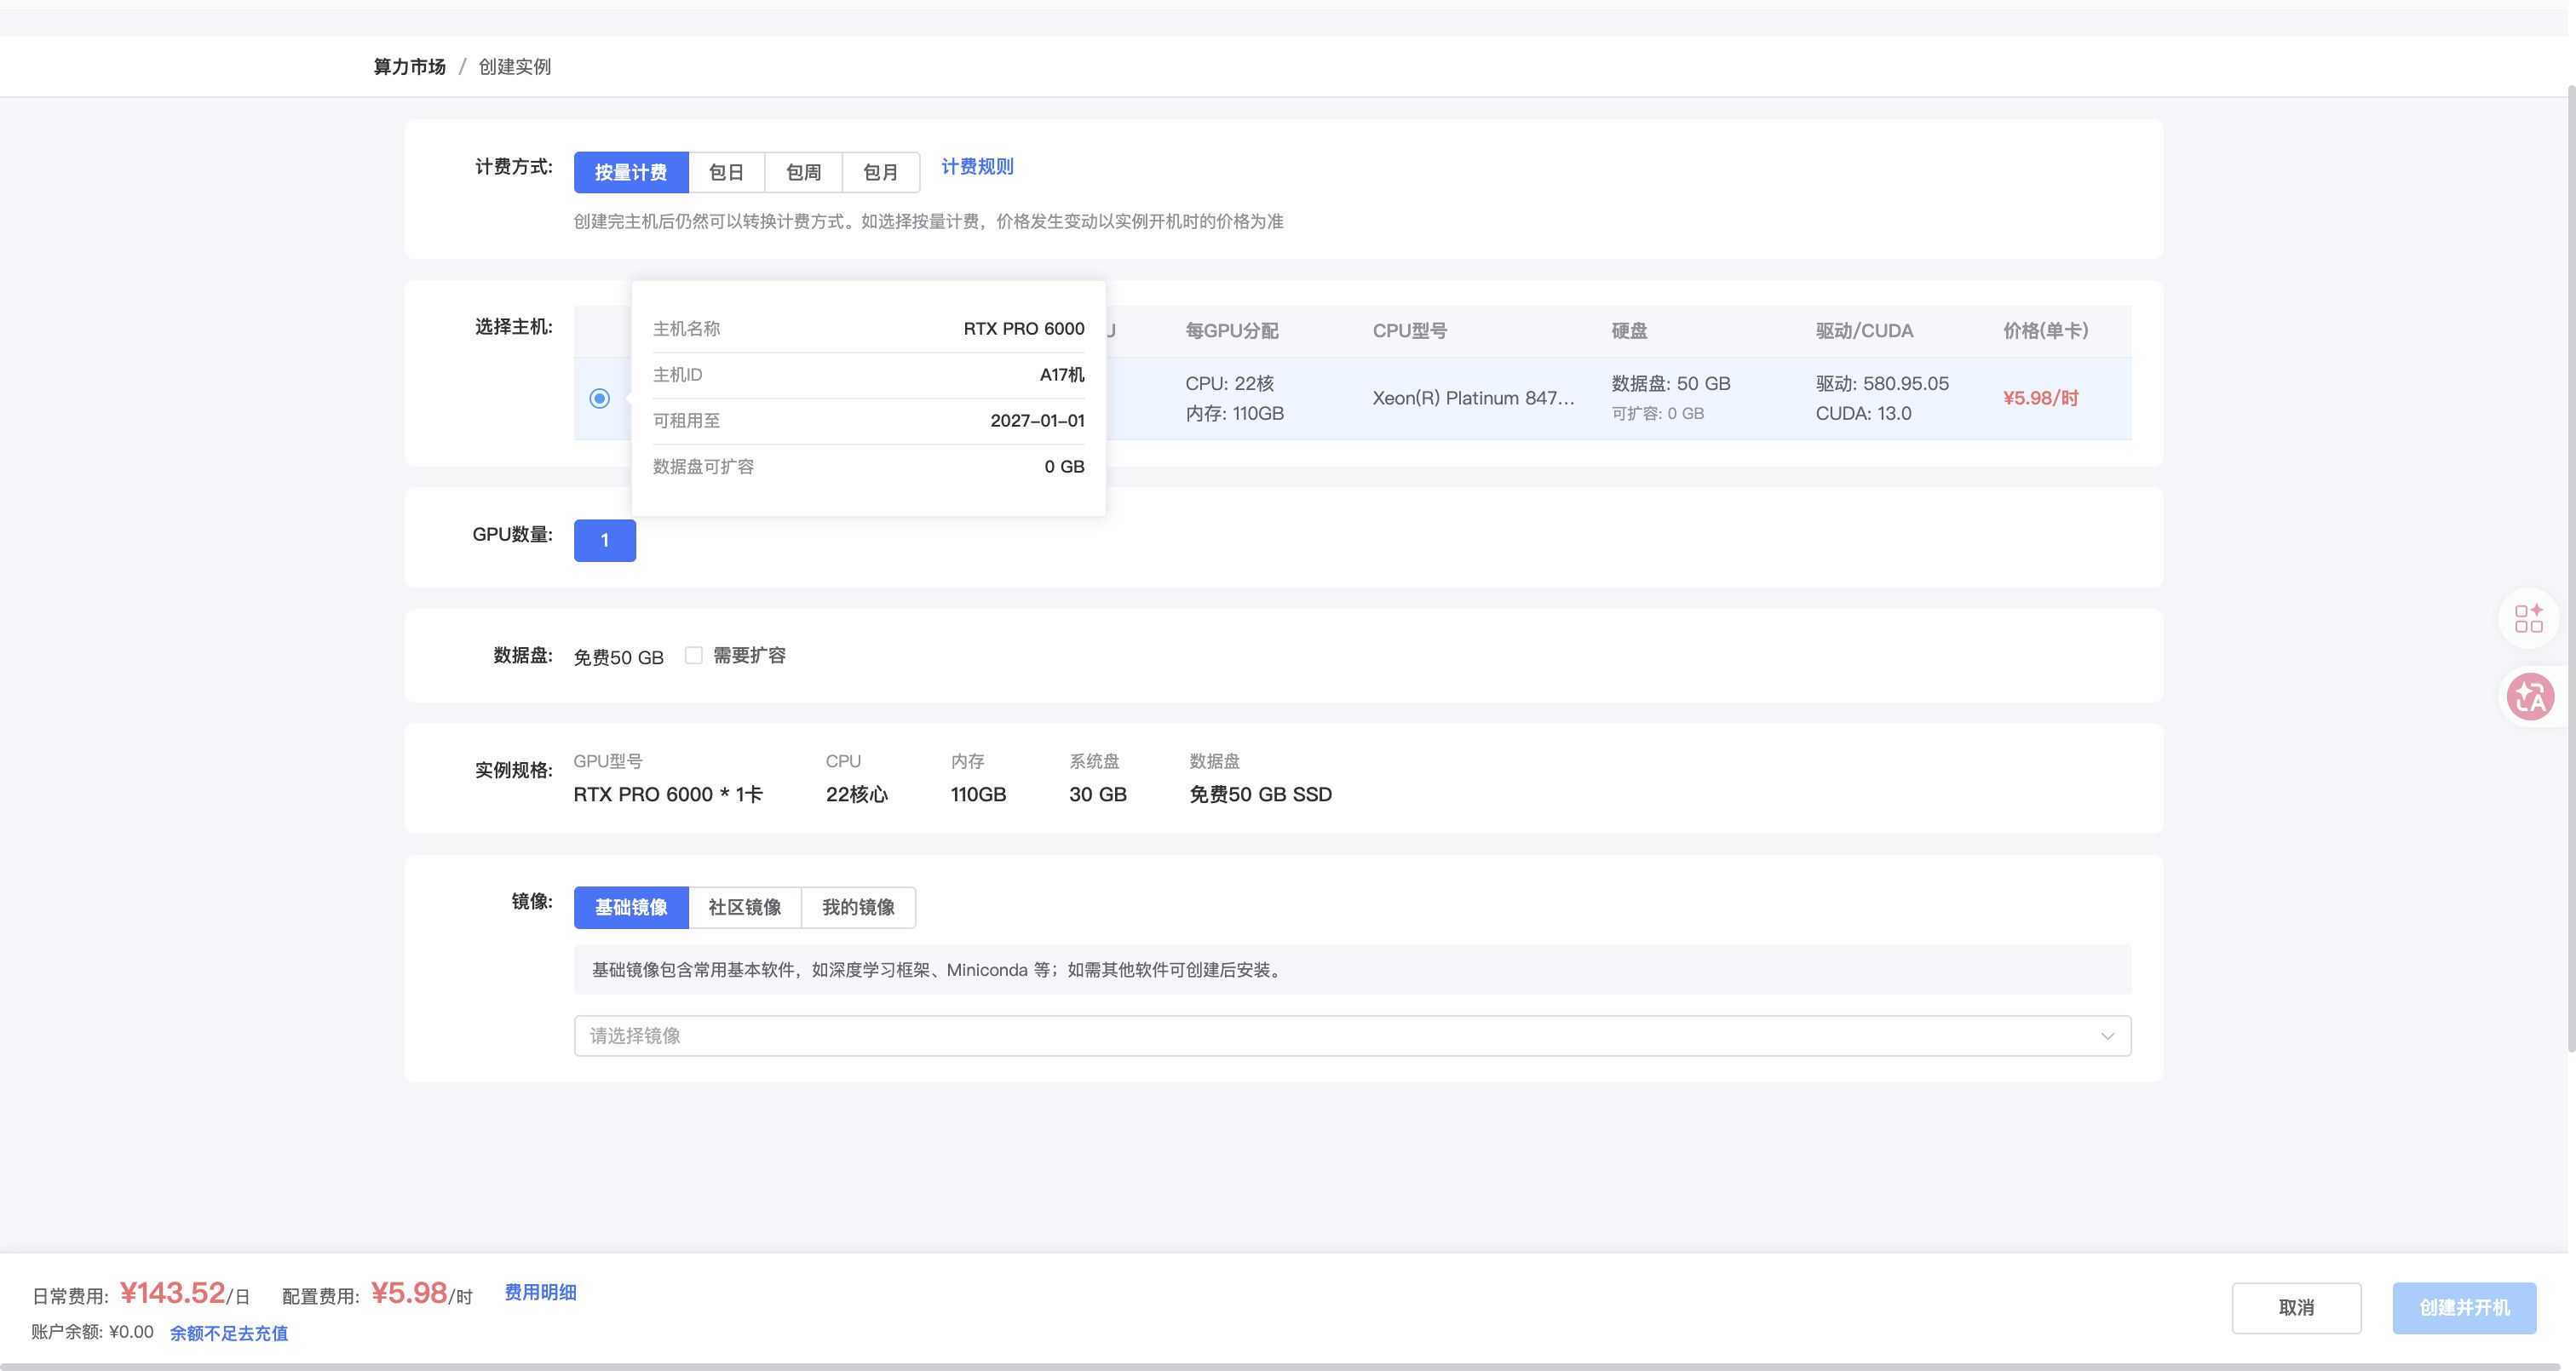 算力市场 / 创建实例
计费方式: 按量计费 包日 包周 包月 计费规则
创建完主机后仍然可以转换计费方式。如选择按量计费，价格发生变动以实例开机时的价格为准
选择主机:
主机名称 RTX PRO 6000
主机ID A17机
可租用至 2027-01-01
数据盘可扩容 0 GB
每GPU分配 CPU型号 硬盘 驱动/CUDA 价格(单卡)
CPU: 22核 Xeon(R) Platinum 847... 数据盘: 50 GB 驱动: 580.95.05 ¥5.98/时
内存: 110GB 可扩容: 0 GB CUDA: 13.0
GPU数量: 1
数据盘: 免费50 GB 需要扩容
实例规格: GPU型号 CPU 内存 系统盘 数据盘
RTX PRO 6000 * 1卡 22核心 110GB 30 GB 免费50 GB SSD
镜像: 基础镜像 社区镜像 我的镜像
基础镜像包含常用基本软件，如深度学习框架、Miniconda 等；如需其他软件可创建后安装。
请选择镜像
日常费用: ¥143.52/日 配置费用: ¥5.98/时 费用明细
账户余额: ¥0.00 余额不足去充值
取消 创建并开机